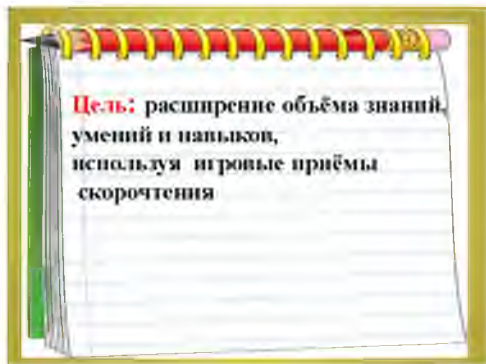 Цель: расширение объёма знаний,
умений и навыков,
используя игровые приёмы
скорочтения